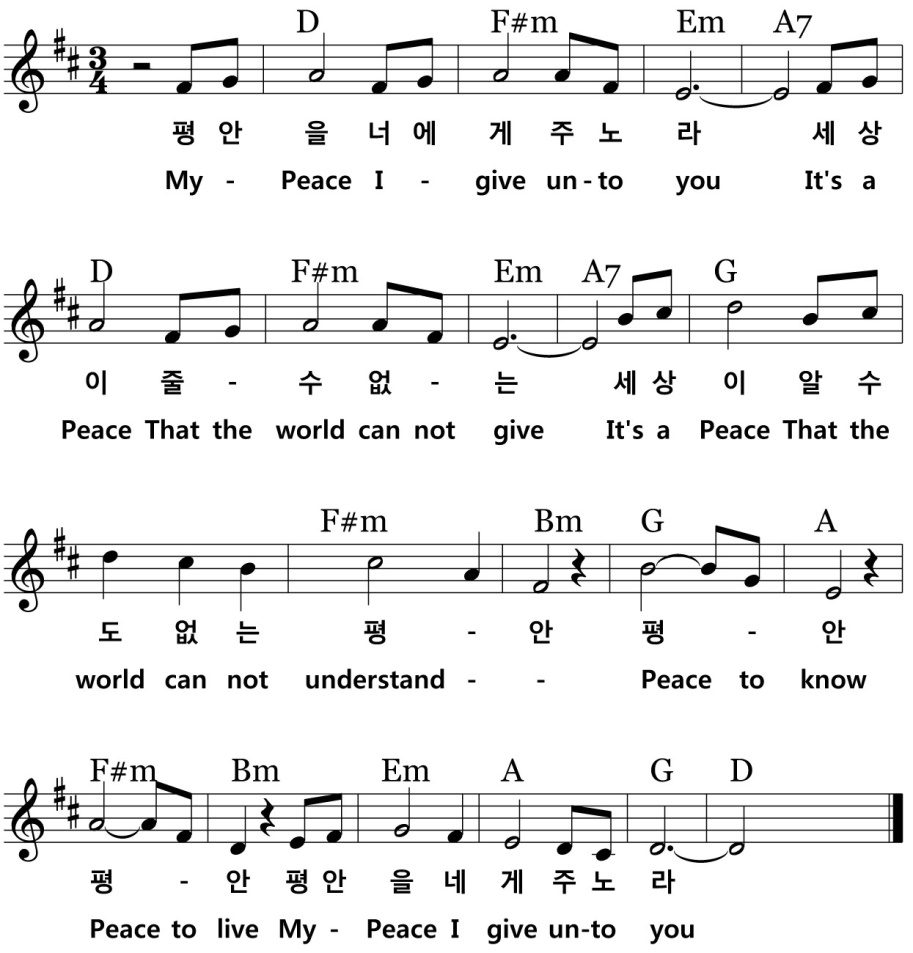 D F#m Em A7
3
4
평 안 을 너 에 게 주 노 라 세 상
My - Peace I - give un - to you It's a
D F#m Em A7 G
이 줄 - 수 없 - 는 세 상 이 알 수
Peace That the world can not give It's a Peace That the
F#m Bm G A
도 없 는 평 - 안 평 - 안
world can not understand - - Peace to know
F#m Bm Em A G D
평 - 안 평 안 을 네 게 주 노 라
Peace to live My - Peace I give un-to you